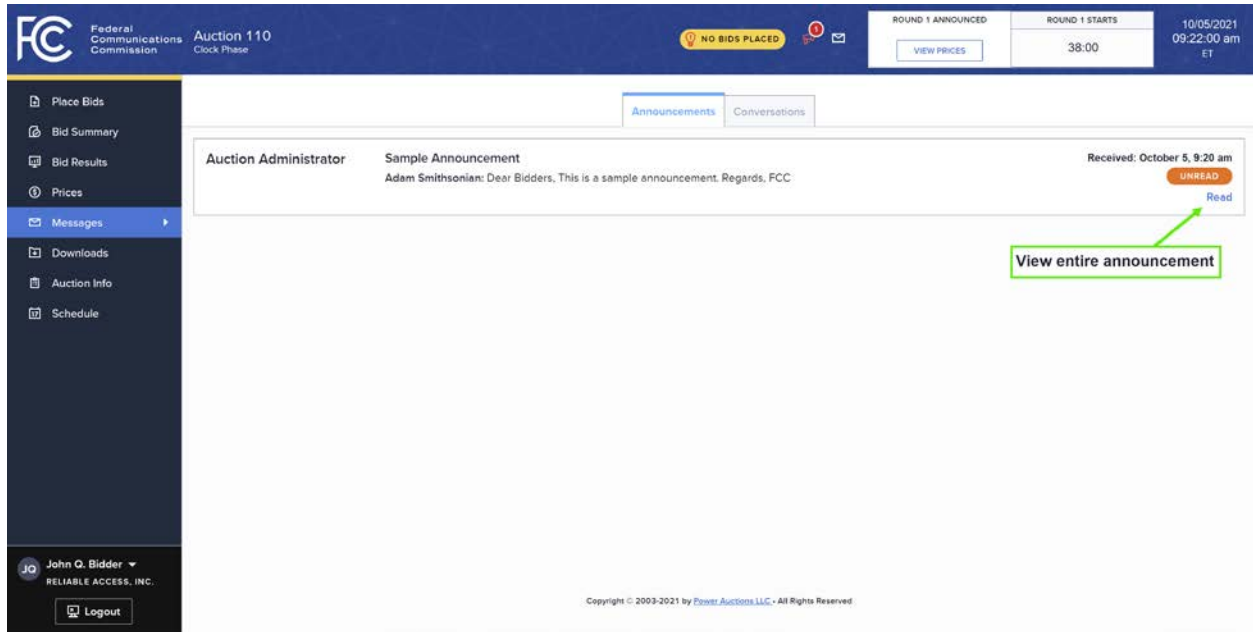 FCC
Federal
Communications
Commission
Auction 110
Clock Phase
NO BIDS PLACED
1
ROUND 1 ANNOUNCED
VIEW PRICES
ROUND 1 STARTS
38:00
10/05/2021
09:22:00 am
ET
Place Bids
Bid Summary
Bid Results
Prices
Messages
Downloads
Auction Info
17
Schedule
Announcements
Conversations
Auction Administrator
Sample Announcement
Adam Smithsonian: Dear Bidders, This is a sample announcement. Regards, FCC
Received: October 5, 9:20 am
UNREAD
Read
View entire announcement
JQ
John Q. Bidder
RELIABLE ACCESS, INC.
Logout
Copyright © 2003-2021 by Power Auctions LLC - All Rights Reserved